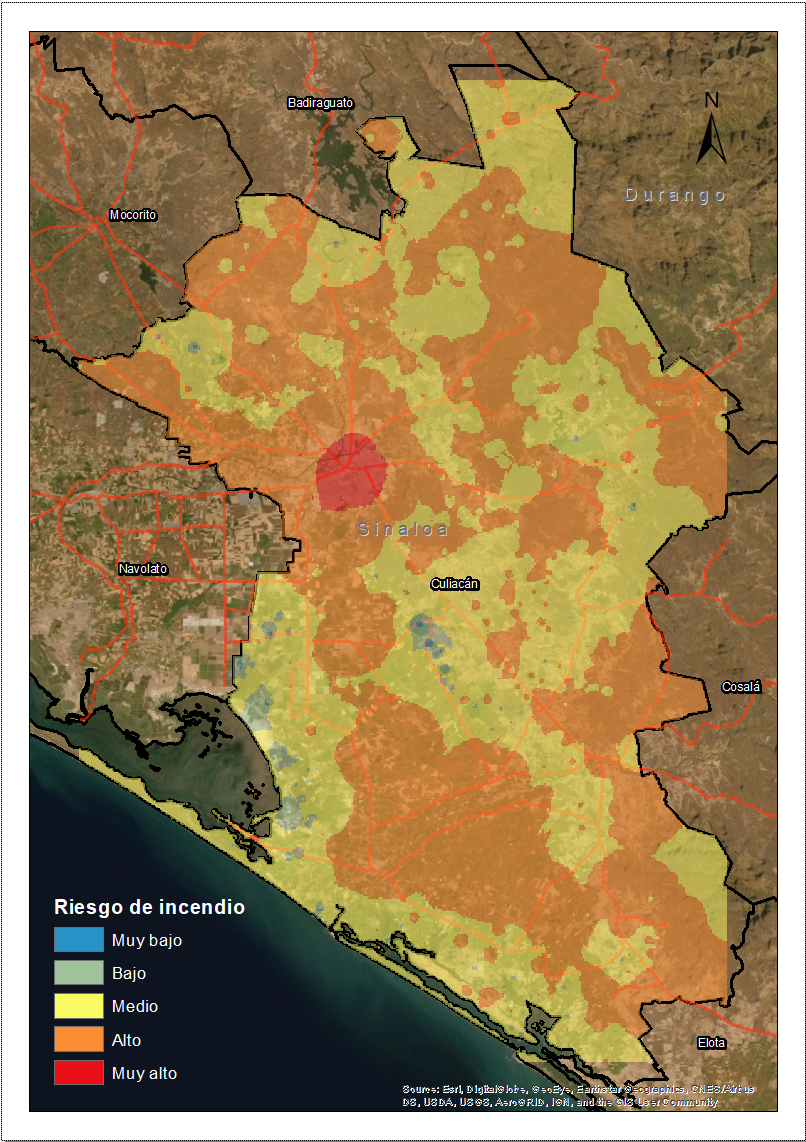 N
Badiraguato
Durango
Mocorito
Sinaloa
Navolato
Culiacán
Cosalá
Riesgo de incendio
Muy bajo
Bajo
Medio
Alto
Muy alto
Elota
Source: Esri, DigitalGlobe, GeoEye, Earthstar Geographics, CNES/Airbus
DS, USDA, USGS, AeroGRID, IGN, and the GIS User Community